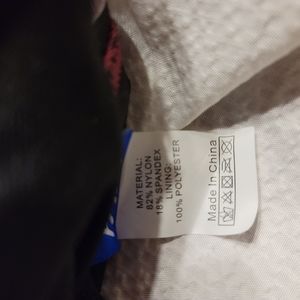 MATERIAL:
82% NYLON
18% SPANDEX
LINING:
100% POLYESTER
Made In China